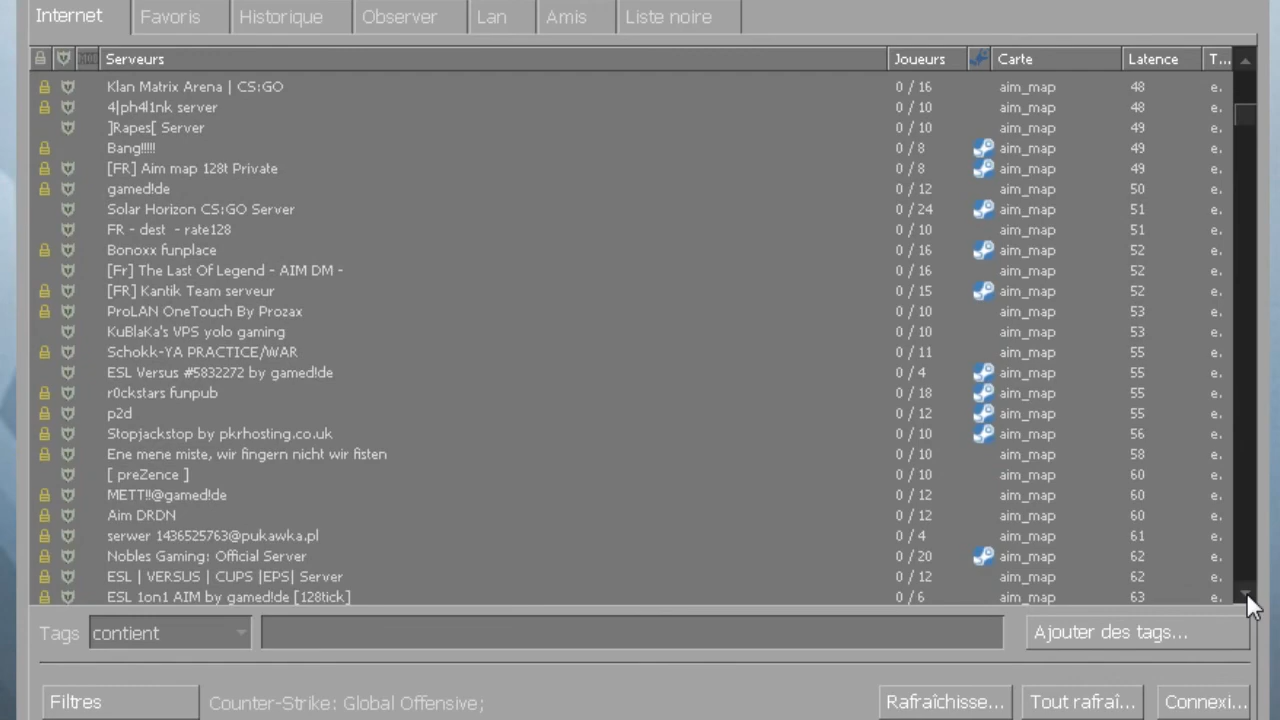 Internet Favoris Historique Observer Lan Amis Liste noire
Serveurs Joueurs Carte Latence T...
Klan Matrix Arena | CS:GO 0 / 16 aim_map 48 e.
4|ph4l1nk server 0 / 10 aim_map 48 e.
]Rapes[ Server 0 / 10 aim_map 49 e.
Bang!!!!! 0 / 8 aim_map 49 e.
[FR] Aim map 128t Private 0 / 8 aim_map 49 e.
gamed!de 0 / 12 aim_map 50 e.
Solar Horizon CS:GO Server 0 / 24 aim_map 51 e.
FR - dest - rate128 0 / 10 aim_map 51 e.
Bonoxx funplace 0 / 16 aim_map 52 e.
[Fr] The Last Of Legend - AIM DM - 0 / 16 aim_map 52 e.
[FR] Kantik Team serveur 0 / 15 aim_map 52 e.
ProLAN OneTouch By Prozax 0 / 10 aim_map 53 e.
KuBlaKa's VPS yolo gaming 0 / 10 aim_map 53 e.
Schokk-YA PRACTICE/WAR 0 / 11 aim_map 55 e.
ESL Versus #5832272 by gamed!de 0 / 4 aim_map 55 e.
r0ckstars funpub 0 / 18 aim_map 55 e.
p2d 0 / 12 aim_map 55 e.
Stopjackstop by pkrhosting.co.uk 0 / 10 aim_map 56 e.
Ene mene miste, wir fingern nicht wir fisten 0 / 10 aim_map 58 e.
[ preZence ] 0 / 10 aim_map 60 e.
METT!!@gamed!de 0 / 12 aim_map 60 e.
Aim DRDN 0 / 12 aim_map 60 e.
serwer 1436525763@pukawka.pl 0 / 4 aim_map 61 e.
Nobles Gaming: Official Server 0 / 20 aim_map 62 e.
ESL | VERSUS | CUPS |EPS| Server 0 / 12 aim_map 62 e.
ESL 1on1 AIM by gamed!de [128tick] 0 / 6 aim_map 63 e.
Tags contient Ajouter des tags...
Filtres Counter-Strike: Global Offensive; Rafraîchisse... Tout rafraî... Connexi...